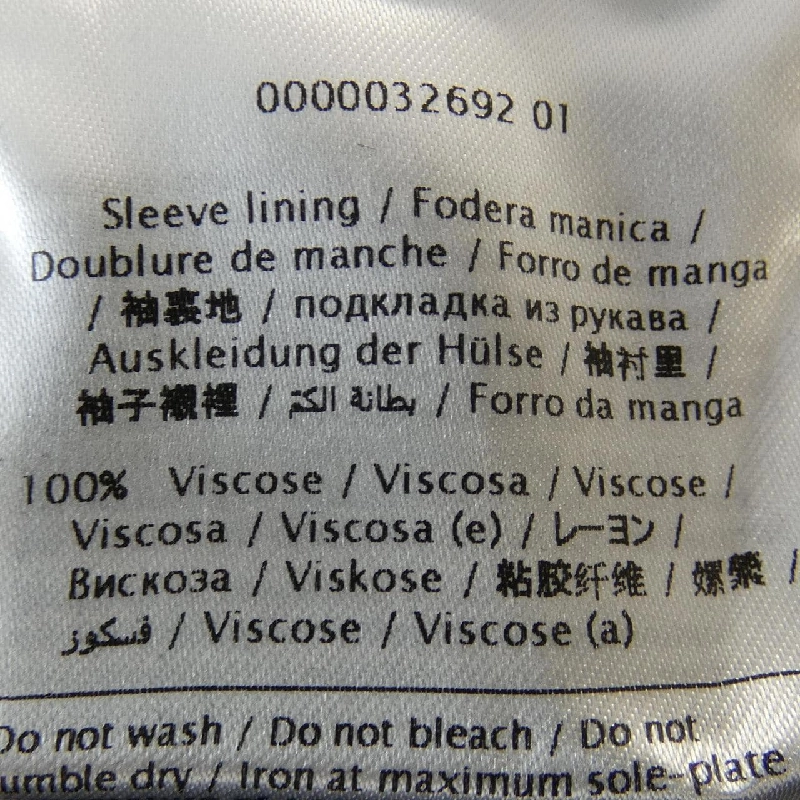 0000032692 01
Sleeve lining / Fodera manica /
Doublure de manche / Forro de manga
/ 袖裏地 / подкладка из рукава /
Auskleidung der Hülse / 袖衬里 /
袖子襯裡 / بطانة الكم / Forro da manga
100% Viscose / Viscosa / Viscose /
Viscosa / Viscosa (e) / レーヨン /
Вискоза / Viskose / 粘胶纤维 / 嫘縈 /
فسكوز / Viscose / Viscose (a)
Do not wash / Do not bleach / Do not
umble dry / Iron at maximum sole-plate